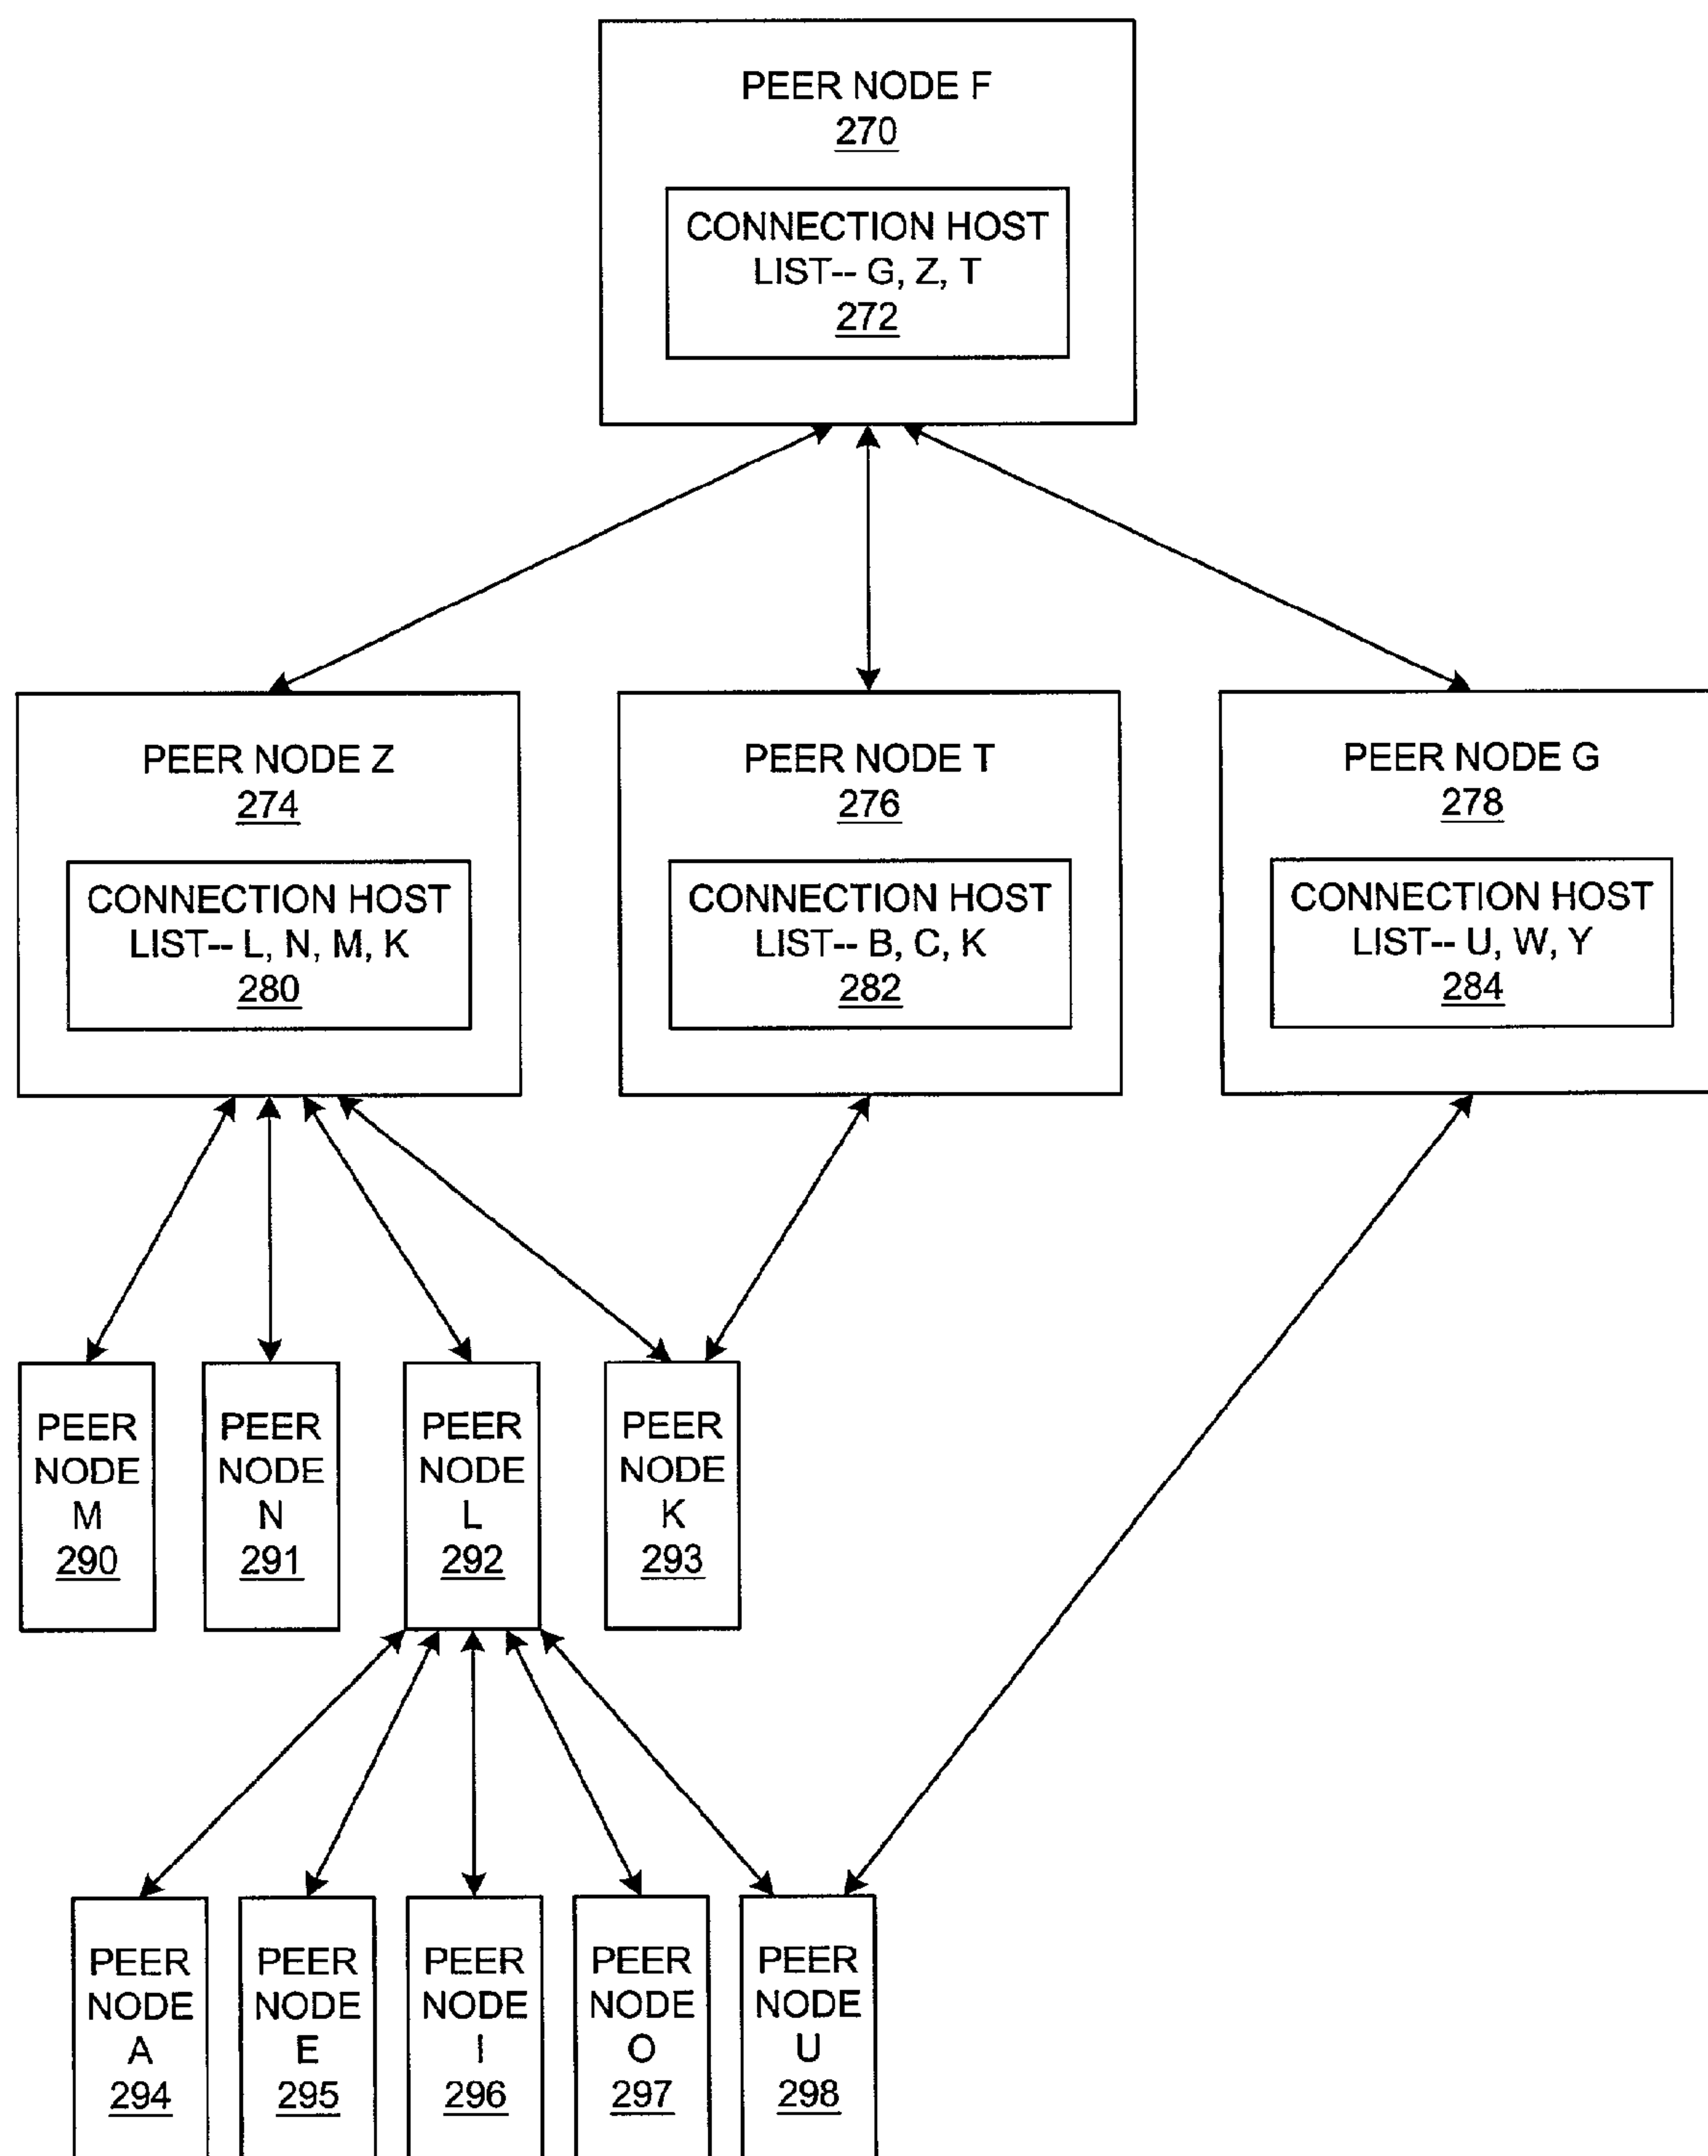 PEER NODE F
270
CONNECTION HOST
LIST-- G, Z, T
272
PEER NODE Z
274
CONNECTION HOST
LIST-- L, N, M, K
280
PEER NODE T
276
CONNECTION HOST
LIST-- B, C, K
282
PEER NODE G
278
CONNECTION HOST
LIST-- U, W, Y
284
PEER
NODE
M
290
PEER
NODE
N
291
PEER
NODE
L
292
PEER
NODE
K
293
PEER
NODE
A
294
PEER
NODE
E
295
PEER
NODE
I
296
PEER
NODE
O
297
PEER
NODE
U
298